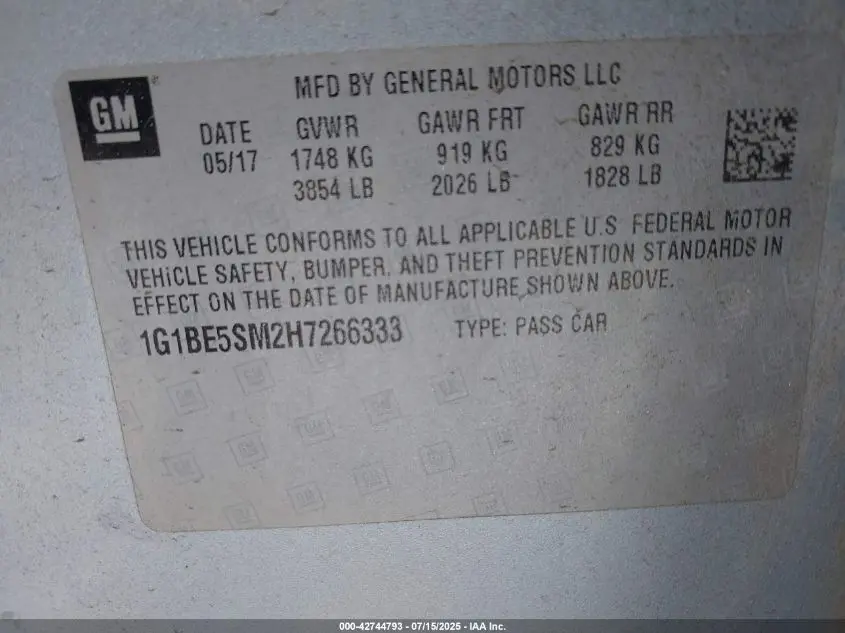 MFD BY GENERAL MOTORS LLC
GM
DATE GVWR GAWR FRT GAWR RR
05/17 1748 KG 919 KG 829 KG
3854 LB 2026 LB 1828 LB
THIS VEHICLE CONFORMS TO ALL APPLICABLE U.S FEDERAL MOTOR
VEHICLE SAFETY, BUMPER, AND THEFT PREVENTION STANDARDS IN
EFFECT ON THE DATE OF MANUFACTURE SHOWN ABOVE.
1G1BE5SM2H7266333 TYPE: PASS CAR
000-42744793 - 07/15/2025 - IAA Inc.